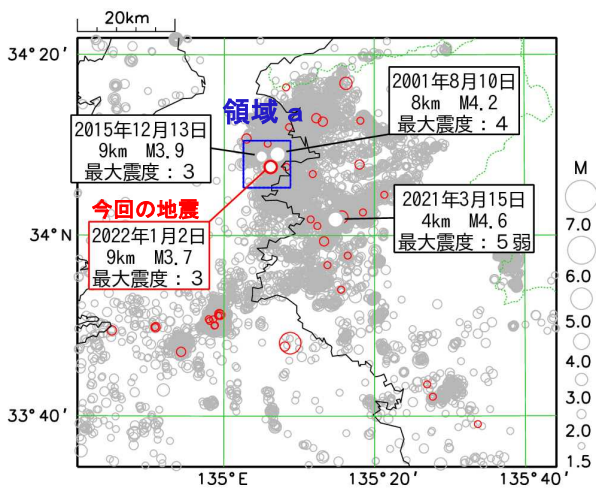 20km
34°20′
2001年8月10日
8km M4.2
最大震度：4
領域 a
2015年12月13日
9km M3.9
最大震度：3
今回の地震
2022年1月2日
9km M3.7
最大震度：3
2021年3月15日
4km M4.6
最大震度：5弱
34°N
33°40′
135°E
135°20′
135°40′
M
7.0
6.0
5.0
4.0
3.0
2.0
1.5